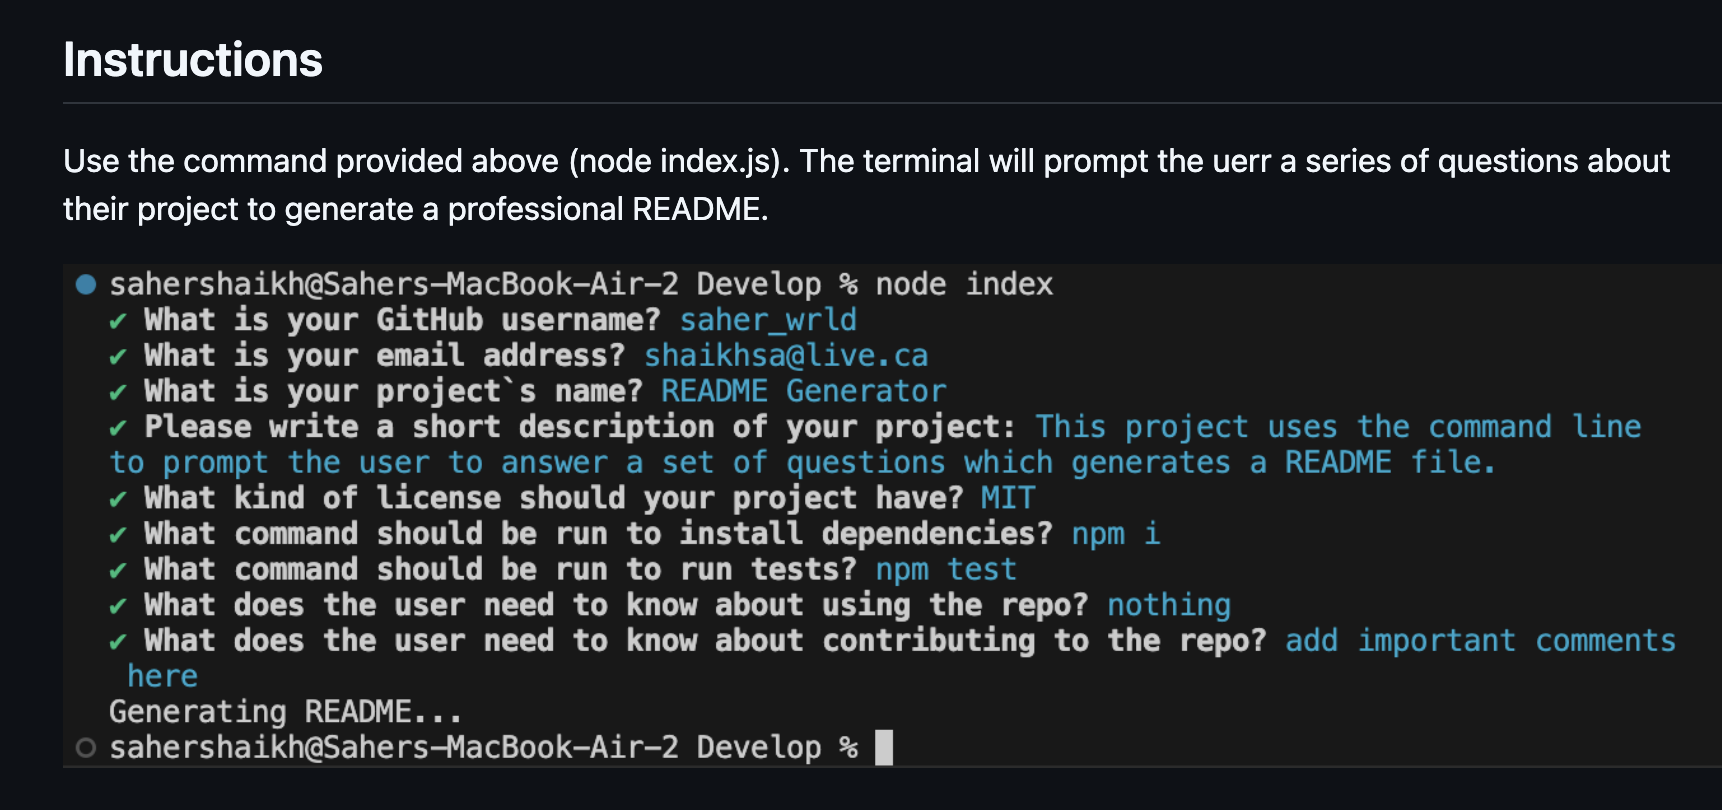 Instructions
Use the command provided above (node index.js). The terminal will prompt the uerr a series of questions about
their project to generate a professional README.
sahershaikh@Sahers-MacBook-Air-2 Develop % node index
✔ What is your GitHub username? saher_wrld
✔ What is your email address? shaikhsa@live.ca
✔ What is your project`s name? README Generator
✔ Please write a short description of your project: This project uses the command line
to prompt the user to answer a set of questions which generates a README file.
✔ What kind of license should your project have? MIT
✔ What command should be run to install dependencies? npm i
✔ What command should be run to run tests? npm test
✔ What does the user need to know about using the repo? nothing
✔ What does the user need to know about contributing to the repo? add important comments
here
Generating README...
sahershaikh@Sahers-MacBook-Air-2 Develop %